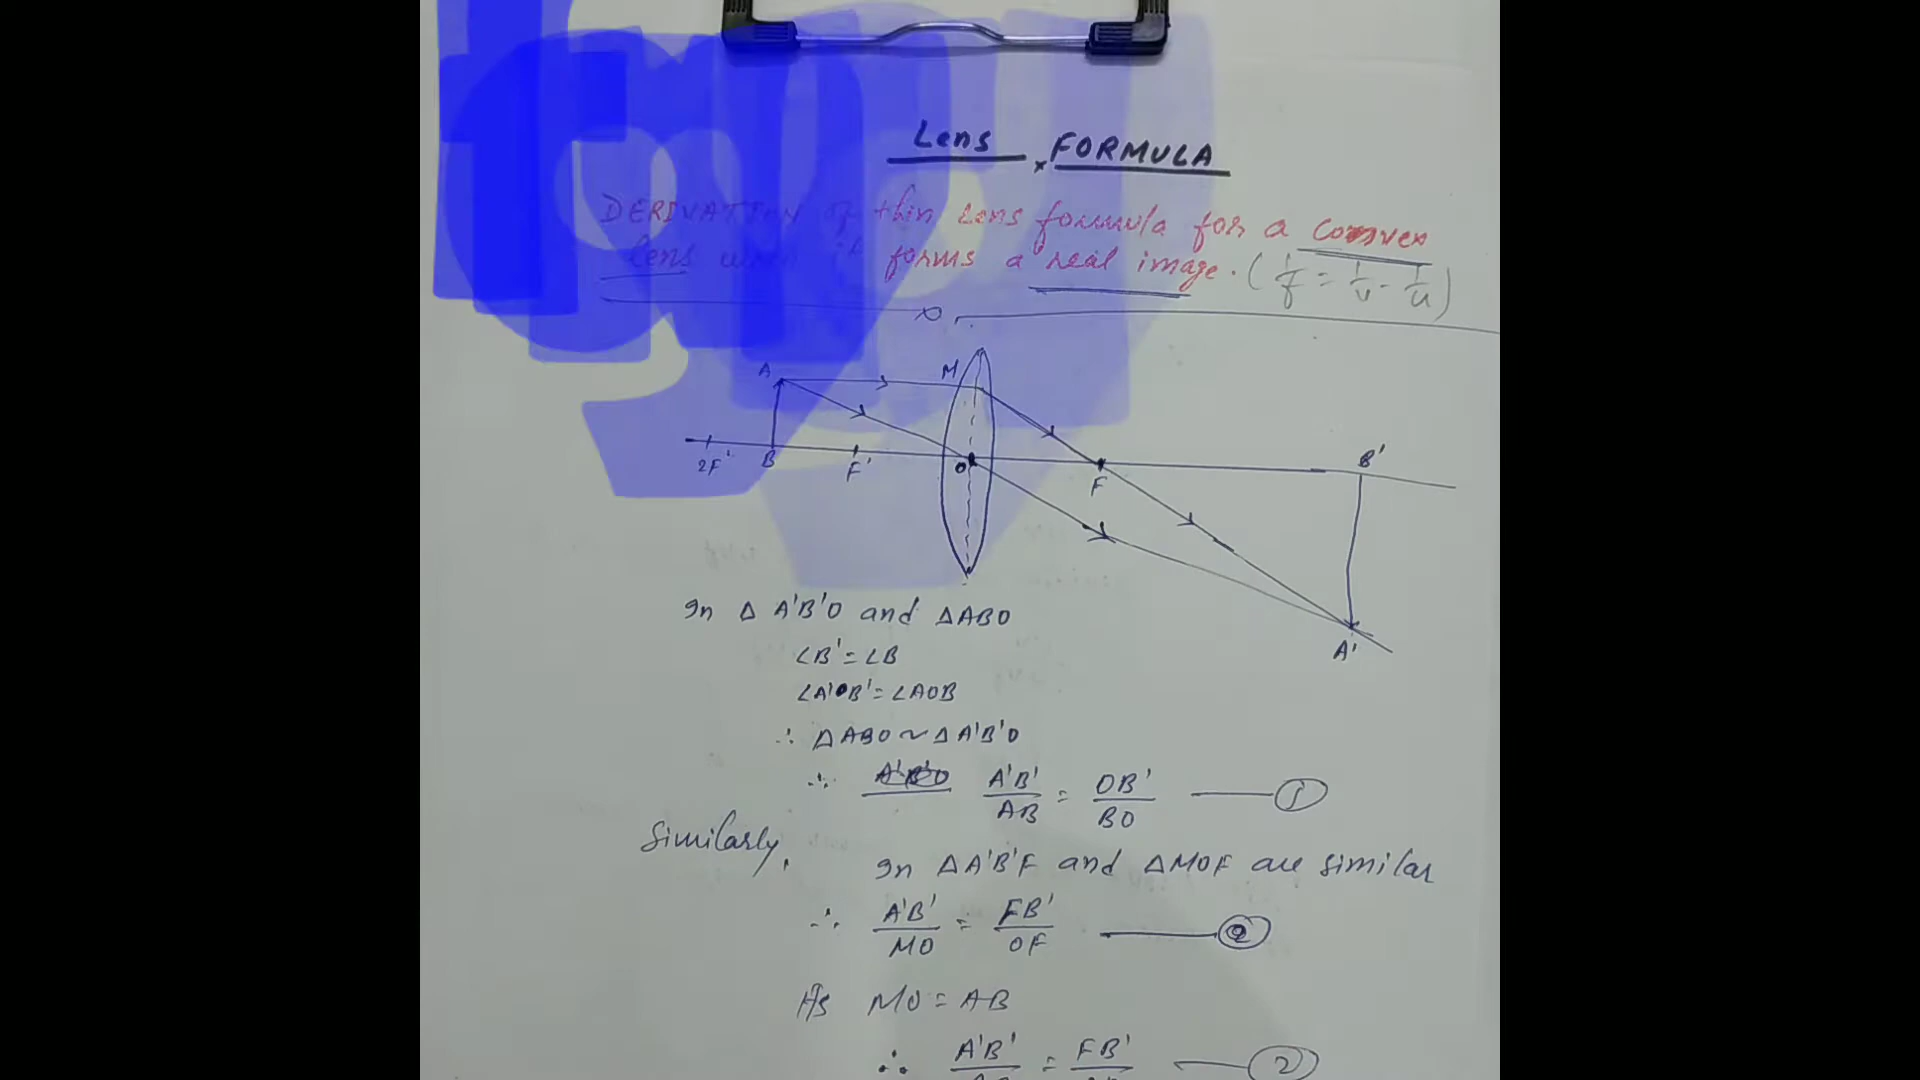 Lens FORMULA
DERIVATION of thin Lens formula for a convex
lens when it forms a real image. (1/f = 1/v - 1/u)
A
M
2F'
B
F'
O
F
B'
A'
In Δ A'B'O and ΔABO
∠B' = ∠B
∠A'OB' = ∠AOB
∴ ΔABO ~ ΔA'B'O
∴ A'B'/AB = OB'/BO ——— ①
Similarly,
In ΔA'B'F and ΔMOF are similar
∴ A'B'/MO = FB'/OF ——— ②
As MO = AB
∴ A'B' = FB' ——— ②